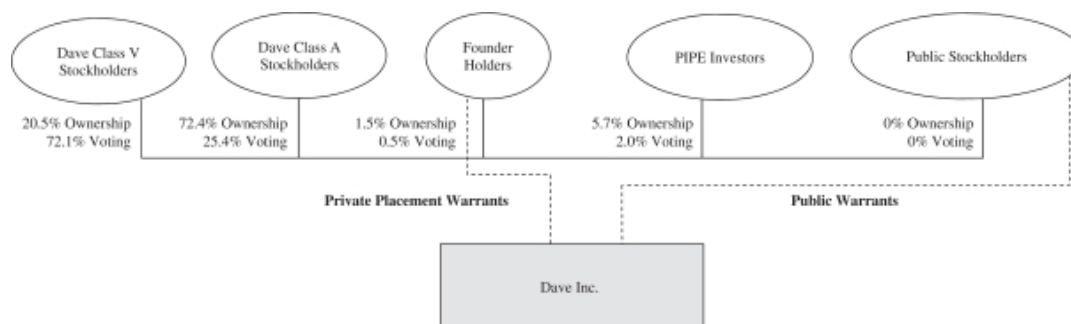 Dave Class V
Stockholders
Dave Class A
Stockholders
Founder
Holders
PIPE Investors
Public Stockholders
20.5% Ownership
72.1% Voting
72.4% Ownership
25.4% Voting
1.5% Ownership
0.5% Voting
5.7% Ownership
2.0% Voting
0% Ownership
0% Voting
Private Placement Warrants
Public Warrants
Dave Inc.